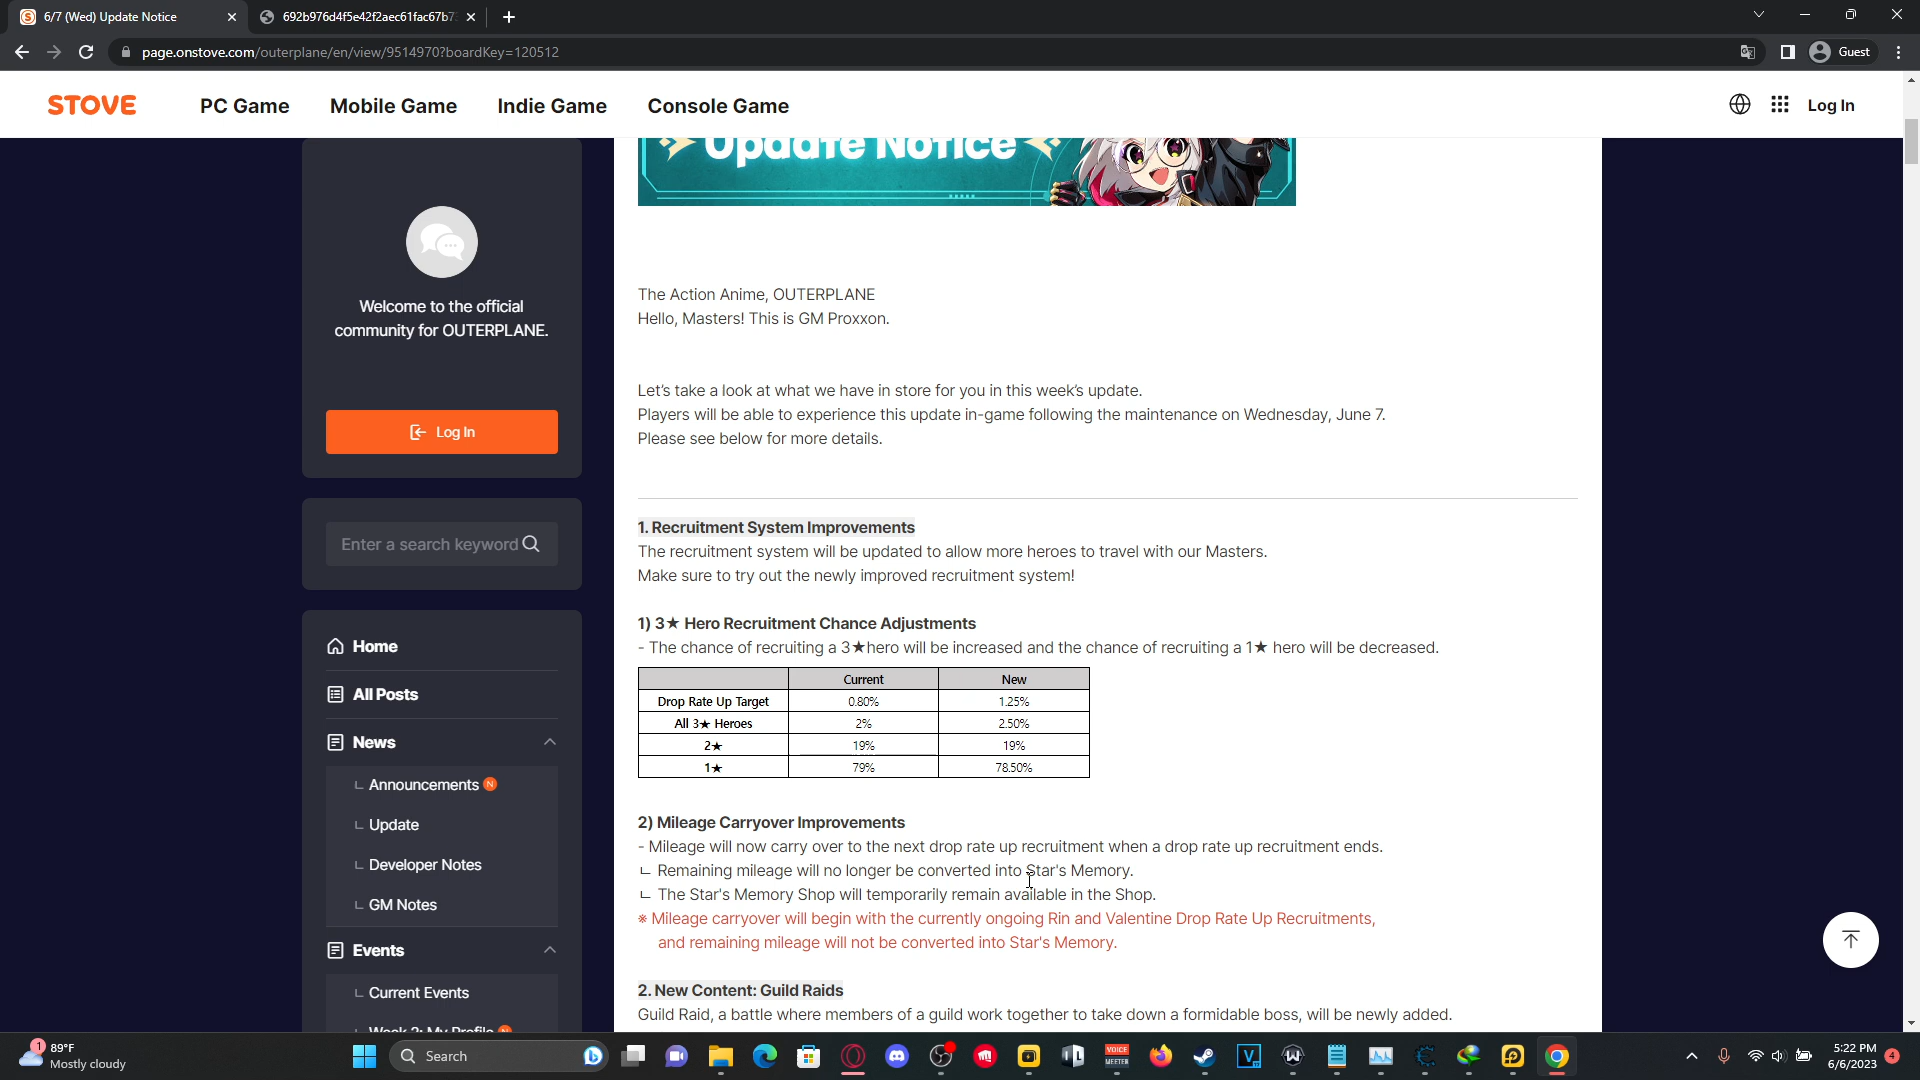 6/7 (Wed) Update Notice
692b976d4f5e42f2aec61fac67b7
page.onstove.com/outerplane/en/view/9514970?boardKey=120512
Guest
STOVE
PC Game
Mobile Game
Indie Game
Console Game
Log In
Update Notice
Welcome to the official
community for OUTERPLANE.
Log In
Enter a search keyword
Home
All Posts
News
Announcements N
Update
Developer Notes
GM Notes
Events
Current Events
Week 2: My Profile
The Action Anime, OUTERPLANE
Hello, Masters! This is GM Proxxon.
Let's take a look at what we have in store for you in this week's update.
Players will be able to experience this update in-game following the maintenance on Wednesday, June 7.
Please see below for more details.
1. Recruitment System Improvements
The recruitment system will be updated to allow more heroes to travel with our Masters.
Make sure to try out the newly improved recruitment system!
1) 3★ Hero Recruitment Chance Adjustments
- The chance of recruiting a 3★hero will be increased and the chance of recruiting a 1★ hero will be decreased.
Current New
Drop Rate Up Target 0.80% 1.25%
All 3★ Heroes 2% 2.50%
2★ 19% 19%
1★ 79% 78.50%
2) Mileage Carryover Improvements
- Mileage will now carry over to the next drop rate up recruitment when a drop rate up recruitment ends.
ㄴ Remaining mileage will no longer be converted into Star's Memory.
ㄴ The Star's Memory Shop will temporarily remain available in the Shop.
※ Mileage carryover will begin with the currently ongoing Rin and Valentine Drop Rate Up Recruitments,
and remaining mileage will not be converted into Star's Memory.
2. New Content: Guild Raids
Guild Raid, a battle where members of a guild work together to take down a formidable boss, will be newly added.
1
89°F
Mostly cloudy
Search
VOICE
MEETER
5:22 PM
6/6/2023
4